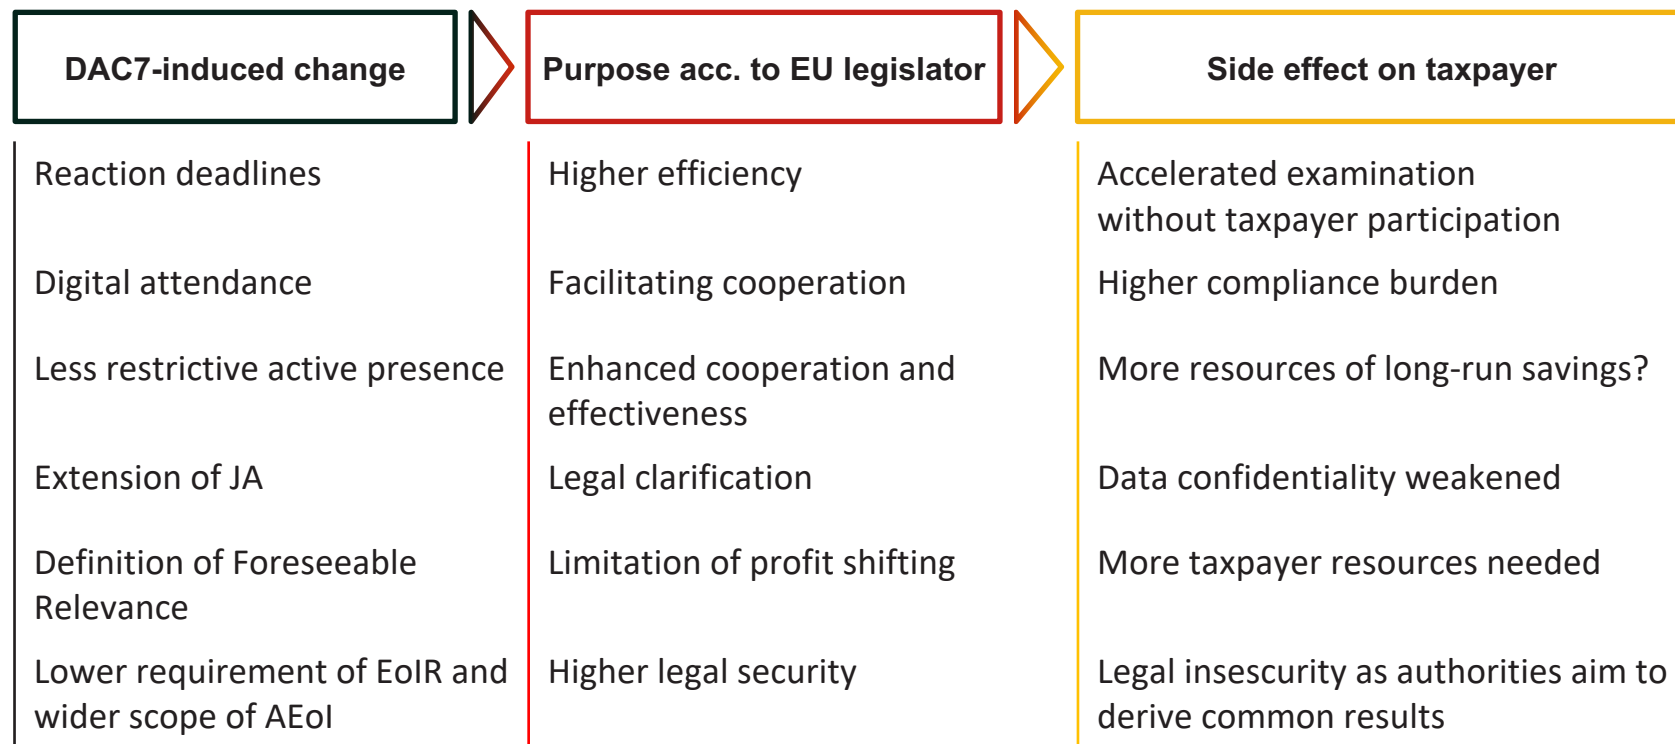 DAC7-induced change
Purpose acc. to EU legislator
Side effect on taxpayer
Reaction deadlines
Higher efficiency
Accelerated examination
without taxpayer participation
Digital attendance
Facilitating cooperation
Higher compliance burden
Less restrictive active presence
Enhanced cooperation and
effectiveness
More resources of long-run savings?
Extension of JA
Legal clarification
Data confidentiality weakened
Definition of Foreseeable
Relevance
Limitation of profit shifting
More taxpayer resources needed
Lower requirement of EoIR and
wider scope of AEoI
Higher legal security
Legal insescurity as authorities aim to
derive common results